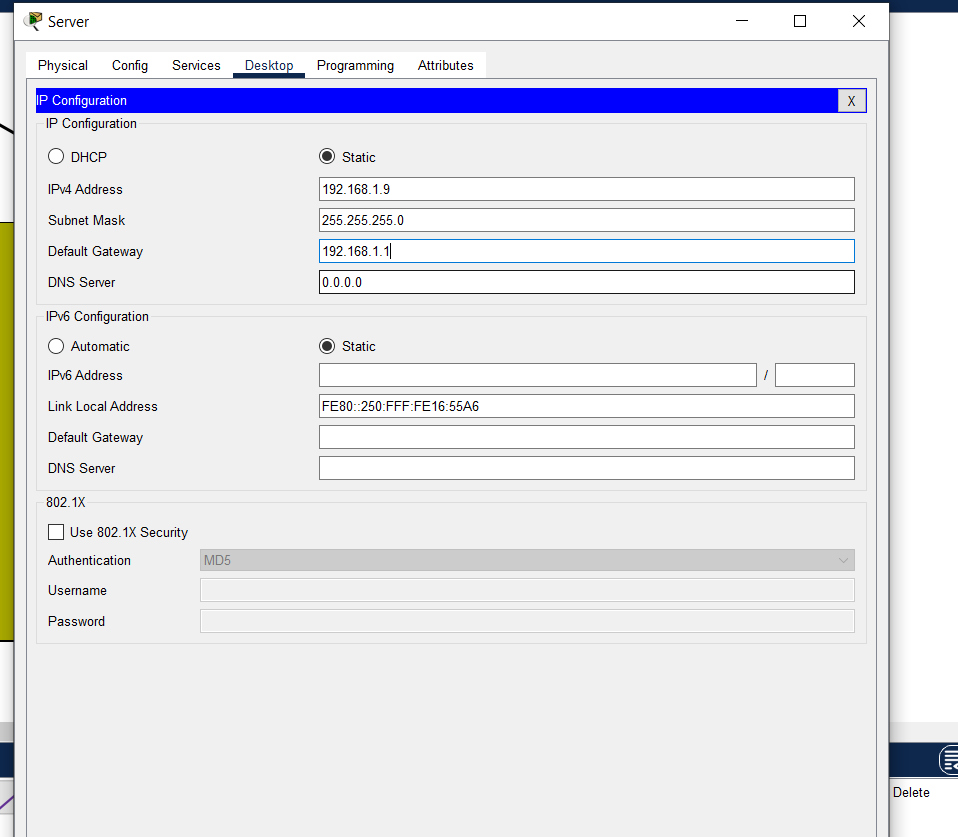 Server
Physical Config Services Desktop Programming Attributes
IP Configuration X
IP Configuration
DHCP Static
IPv4 Address 192.168.1.9
Subnet Mask 255.255.255.0
Default Gateway 192.168.1.1
DNS Server 0.0.0.0
IPv6 Configuration
Automatic Static
IPv6 Address /
Link Local Address FE80::250:FFF:FE16:55A6
Default Gateway
DNS Server
802.1X
Use 802.1X Security
Authentication MD5
Username
Password
Delete